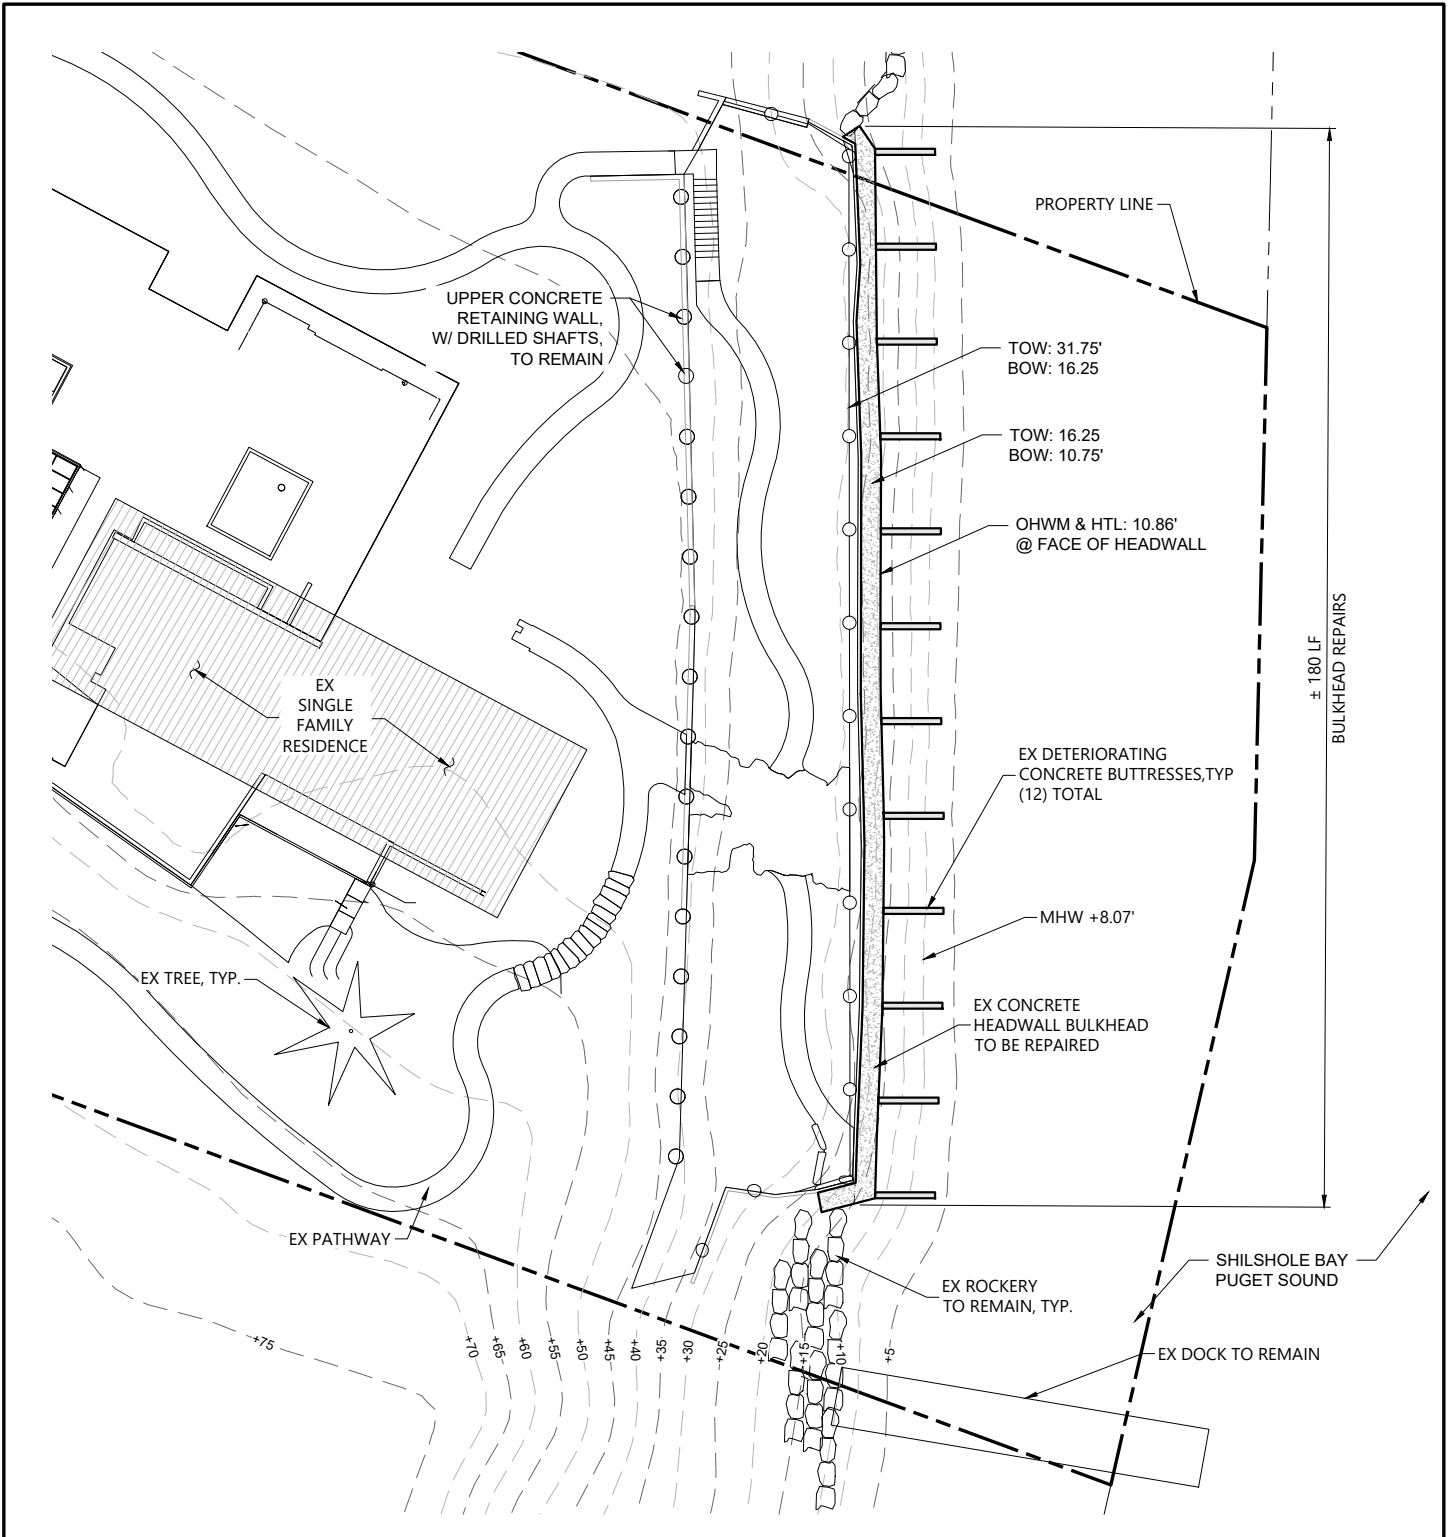 PROPERTY LINE
UPPER CONCRETE
RETAINING WALL,
W/ DRILLED SHAFTS,
TO REMAIN
TOW: 31.75'
BOW: 16.25
TOW: 16.25
BOW: 10.75'
OHWM & HTL: 10.86'
@ FACE OF HEADWALL
± 180 LF
BULKHEAD REPAIRS
EX
SINGLE
FAMILY
RESIDENCE
EX DETERIORATING
CONCRETE BUTTRESSES,TYP
(12) TOTAL
MHW +8.07'
EX TREE, TYP.
EX CONCRETE
HEADWALL BULKHEAD
TO BE REPAIRED
EX PATHWAY
SHILSHOLE BAY
PUGET SOUND
EX ROCKERY
TO REMAIN, TYP.
EX DOCK TO REMAIN
+75
+70
+65
+60
+55
+50
+45
+40
+35
+30
+25
+20
+15
+10
+5